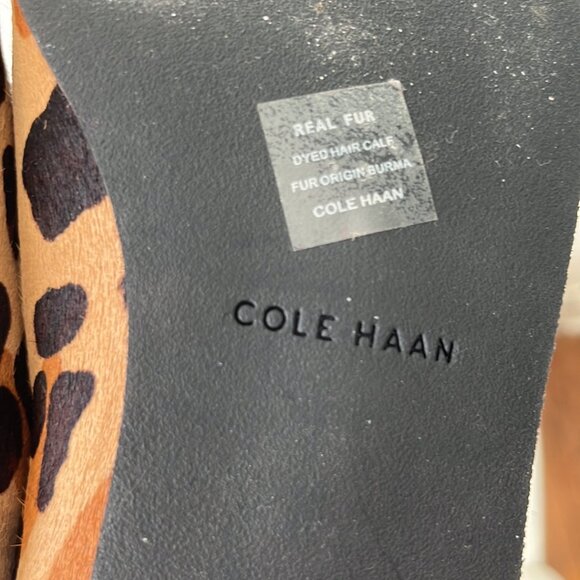 REAL FUR
DYED HAIR CALF
FUR ORIGIN BURMA
COLE HAAN
COLE HAAN